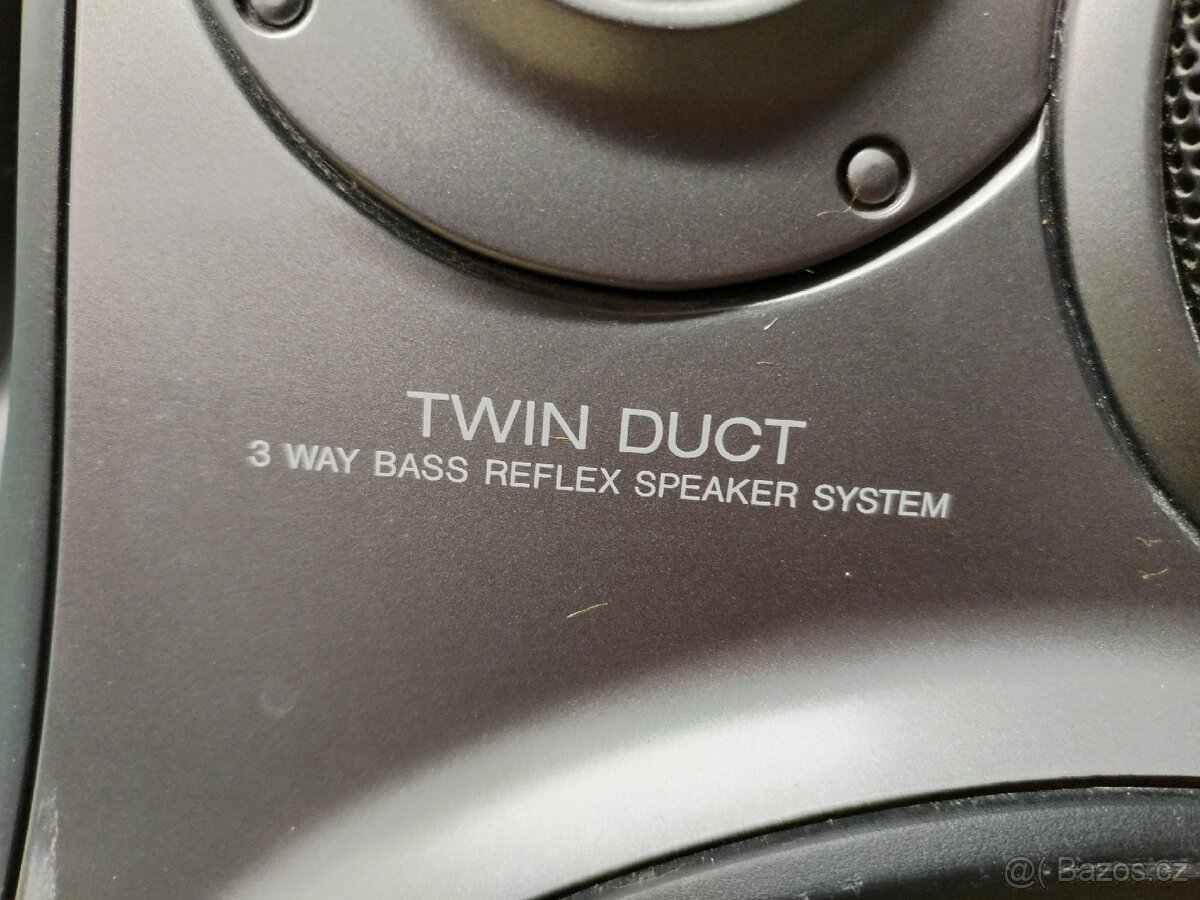 TWIN DUCT
3 WAY BASS REFLEX SPEAKER SYSTEM
@( Bazos.cz